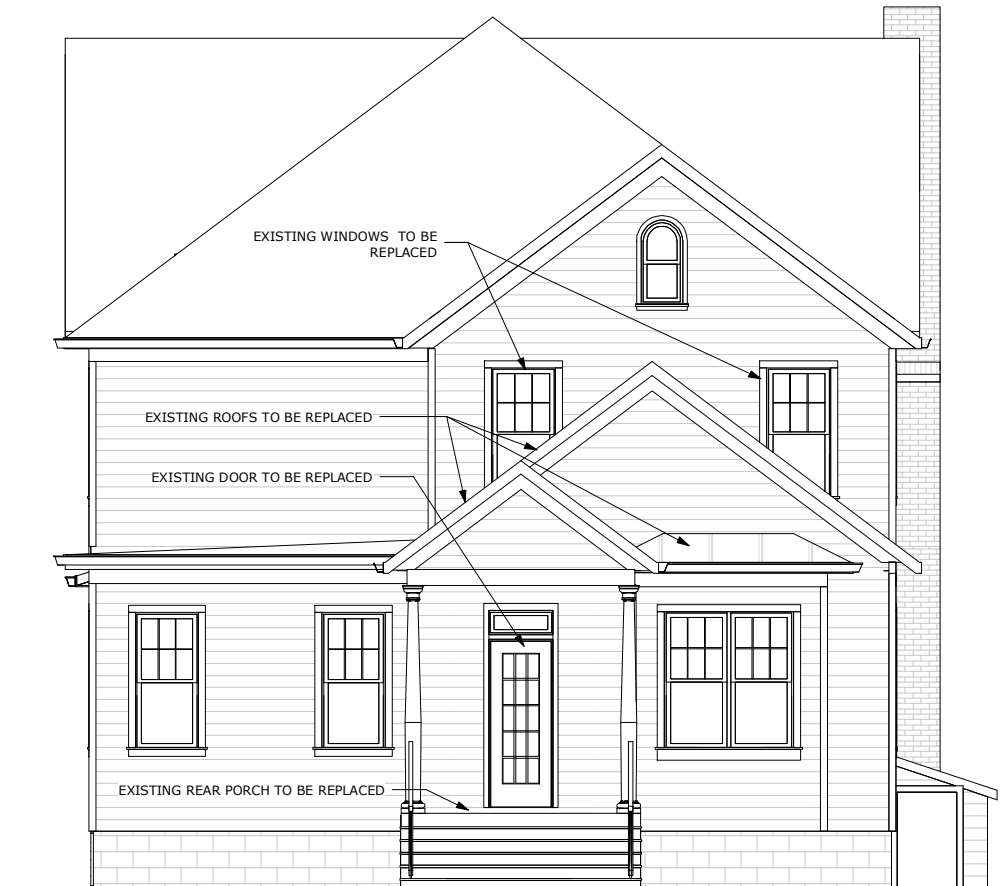 EXISTING WINDOWS  TO BE
REPLACED
EXISTING ROOFS TO BE REPLACED
EXISTING DOOR TO BE REPLACED
EXISTING REAR PORCH TO BE REPLACED